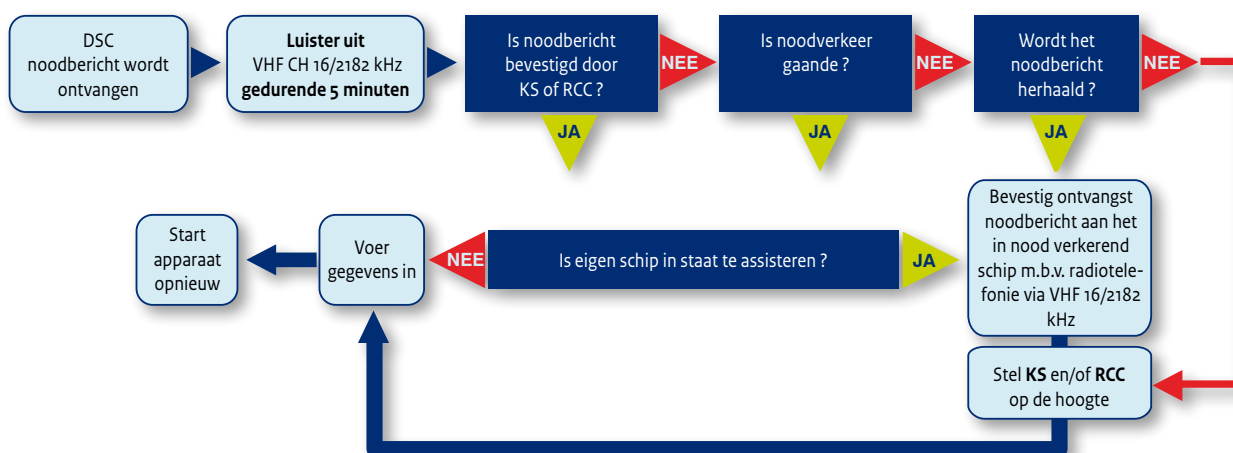 DSC
noodbericht wordt
ontvangen
Luister uit
VHF CH 16/2182 kHz
gedurende 5 minuten
Is noodbericht
bevestigd door
KS of RCC ?
NEE
JA
Is noodverkeer
gaande ?
NEE
JA
Wordt het
noodbericht
herhaald ?
NEE
JA
Start
apparaat
opnieuw
Voer
gegevens in
NEE
Is eigen schip in staat te assisteren ?
JA
Bevestig ontvangst
noodbericht aan het
in nood verkerend
schip m.b.v. radiotele-
fonie via VHF 16/2182
kHz
Stel KS en/of RCC
op de hoogte